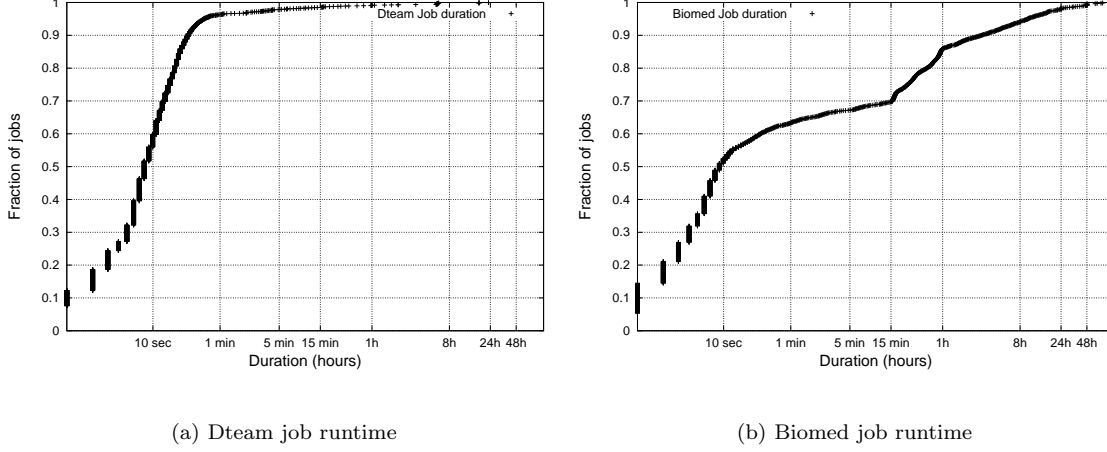 1
0.9
0.8
0.7
0.6
0.5
0.4
0.3
0.2
0.1
0
Fraction of jobs
Dteam Job duration
10 sec 1 min 5 min 15 min 1h 8h 24h 48h
Duration (hours)
(a) Dteam job runtime
1
0.9
0.8
0.7
0.6
0.5
0.4
0.3
0.2
0.1
0
Fraction of jobs
Biomed Job duration
10 sec 1 min 5 min 15 min 1h 8h 24h 48h
Duration (hours)
(b) Biomed job runtime